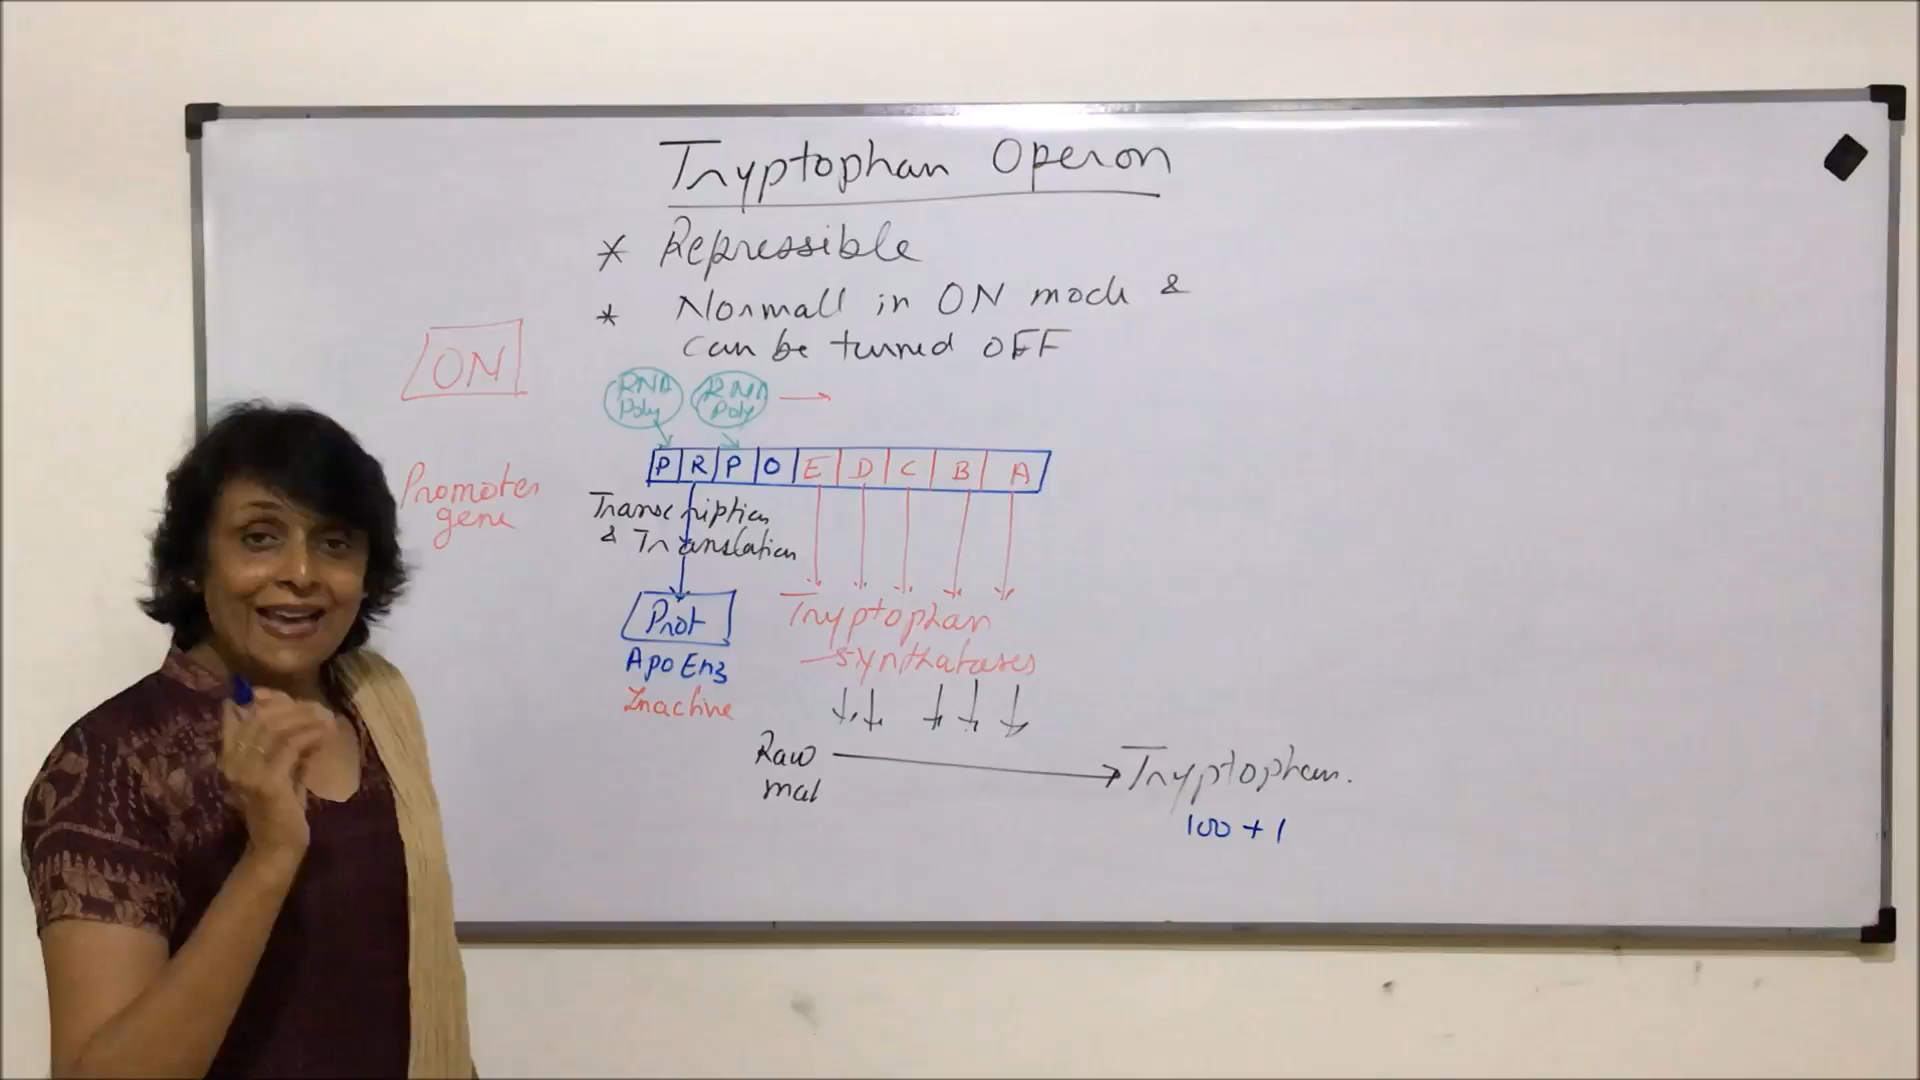 Tryptophan Operon
* Repressible
* Normall in ON mode &
can be turned OFF
ON
RNA Poly
RNA Poly
P R P O E D C B A
Promoter
gene
Transcription
& Translation
Prot
Apo Enz
Inactive
Tryptophan
synthatases
Raw
mat
Tryptophan.
100 + 1